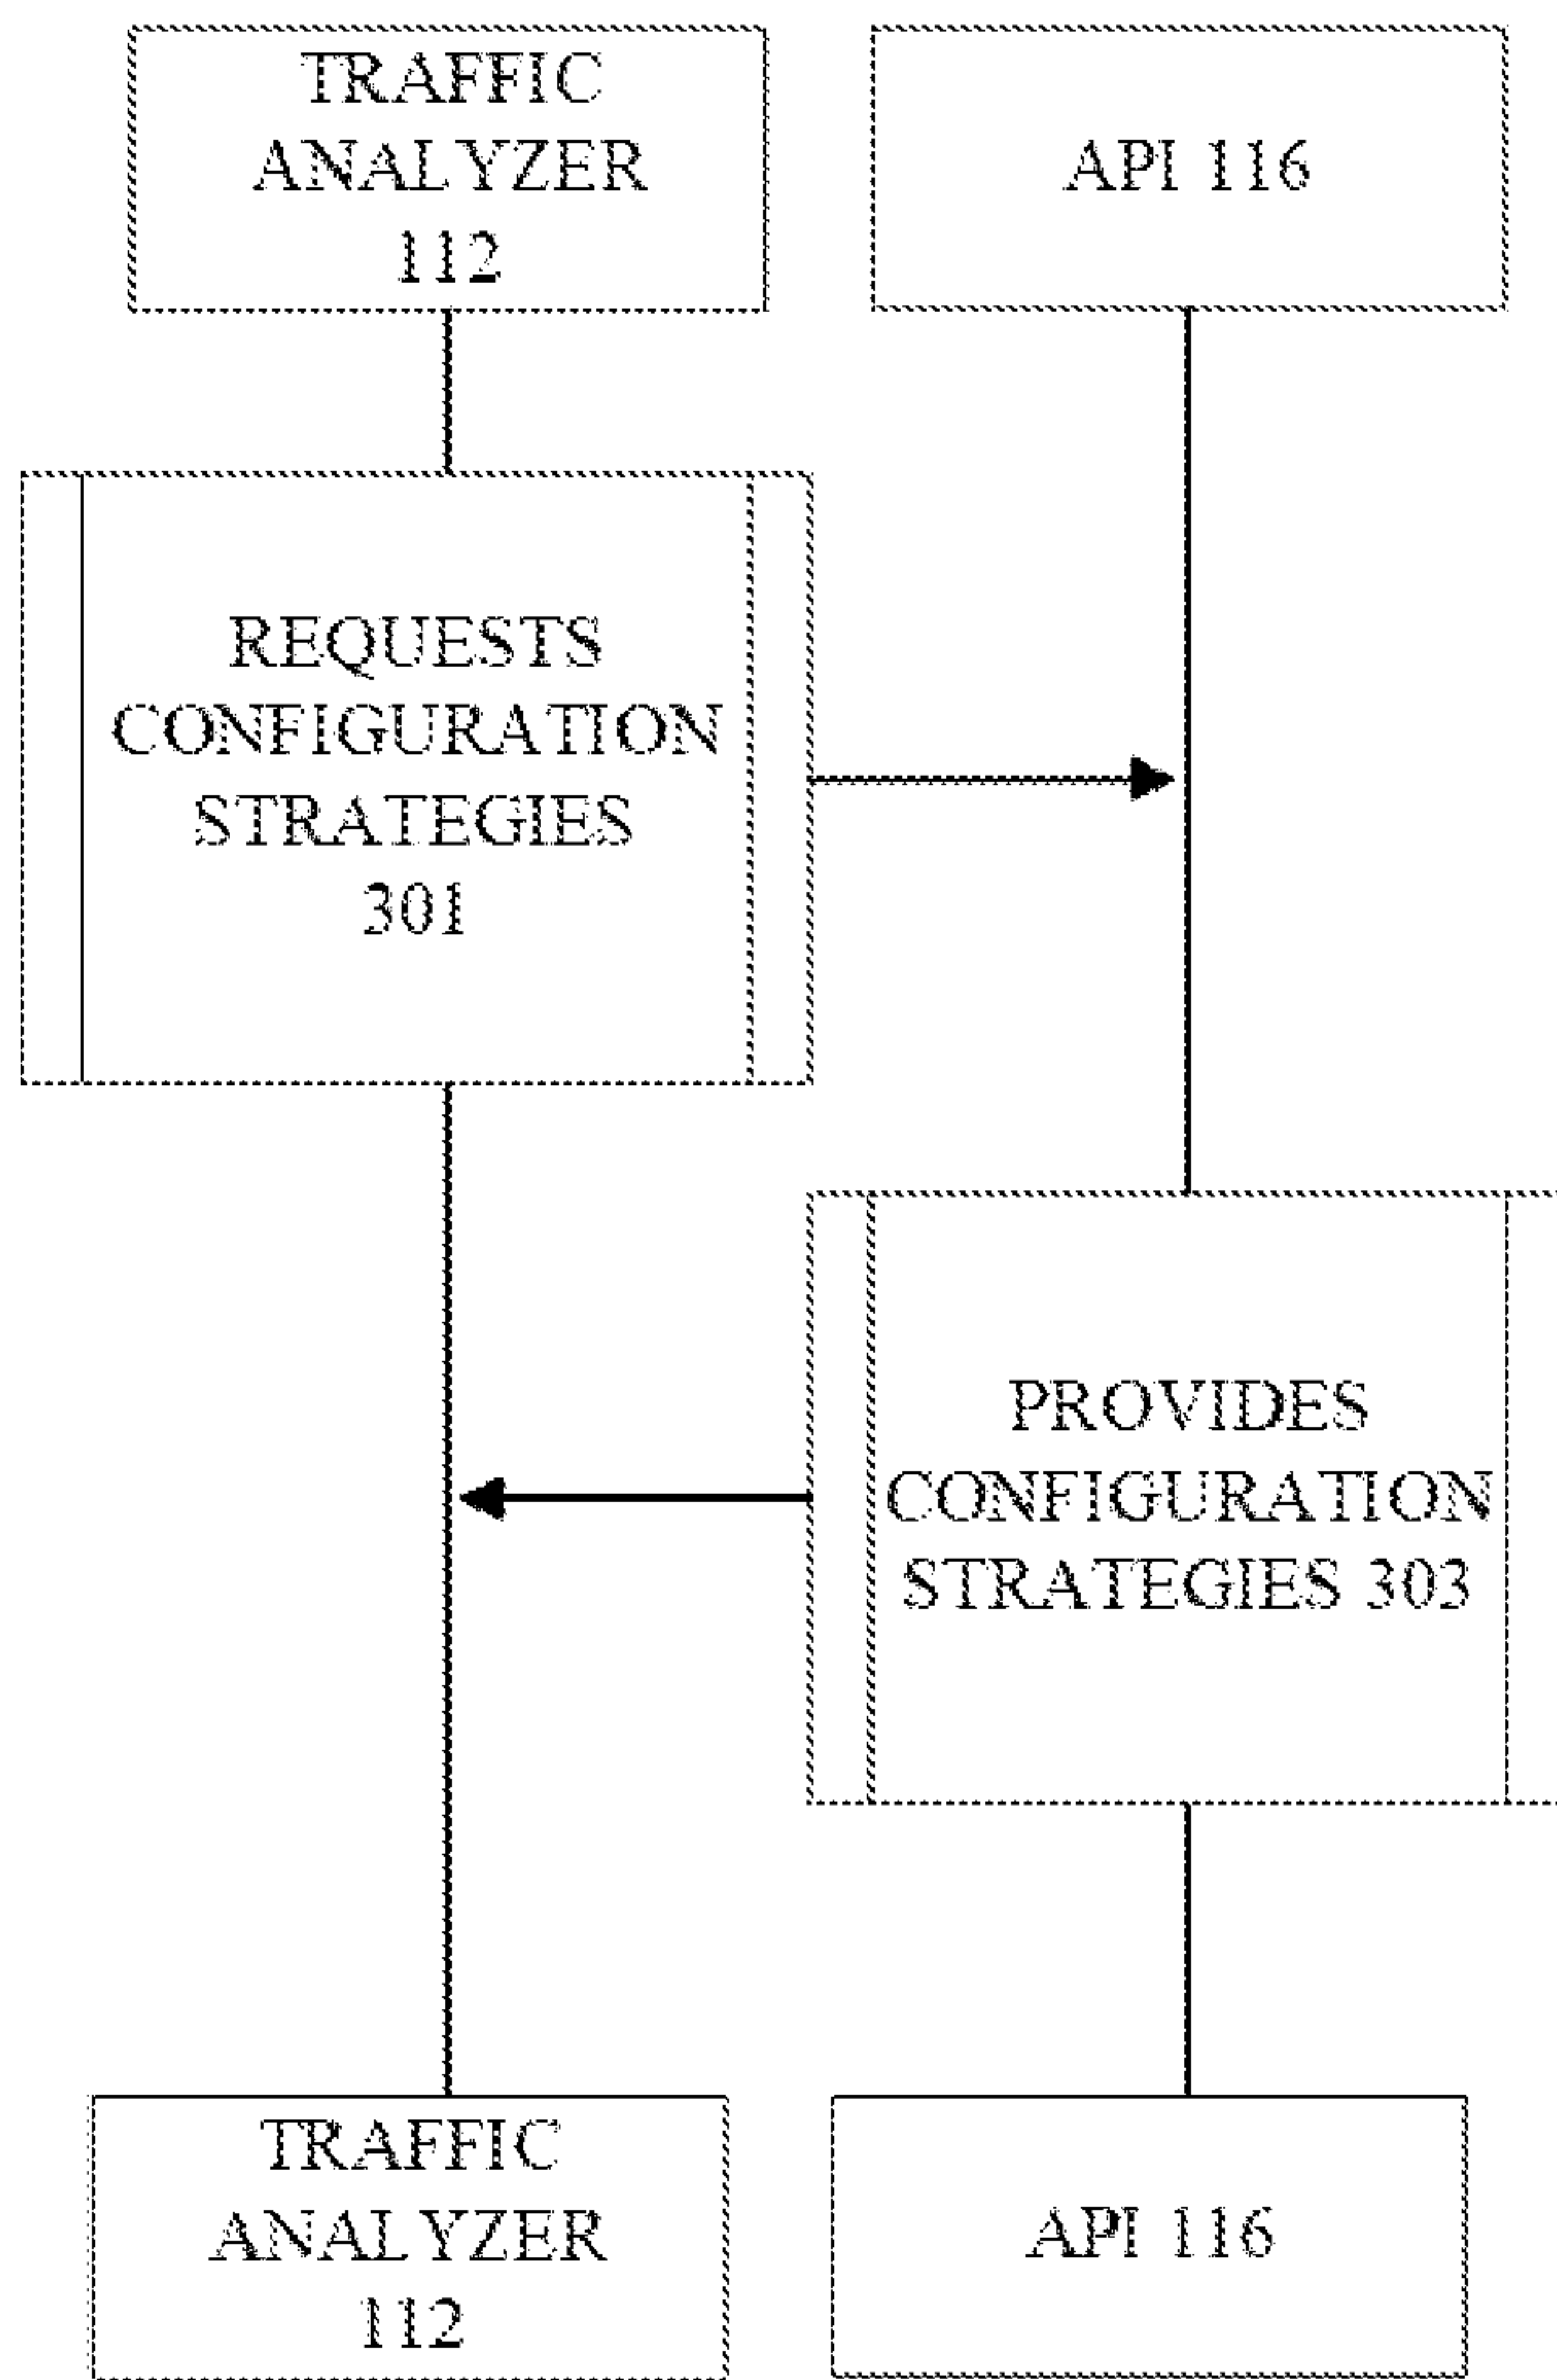 TRAFFIC
ANALYZER
112
API 116
REQUESTS
CONFIGURATION
STRATEGIES
301
PROVIDES
CONFIGURATION
STRATEGIES 303
TRAFFIC
ANALYZER
112
API 116